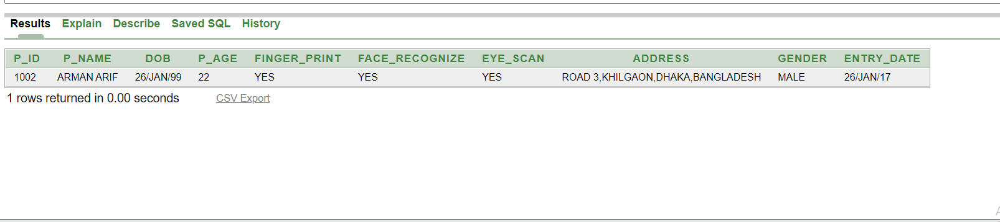 Results Explain Describe Saved SQL History
P_ID P_NAME DOB P_AGE FINGER_PRINT FACE_RECOGNIZE EYE_SCAN ADDRESS GENDER ENTRY_DATE
1002 ARMAN ARIF 26/JAN/99 22 YES YES YES ROAD 3,KHILGAON,DHAKA,BANGLADESH MALE 26/JAN/17
1 rows returned in 0.00 seconds CSV Export